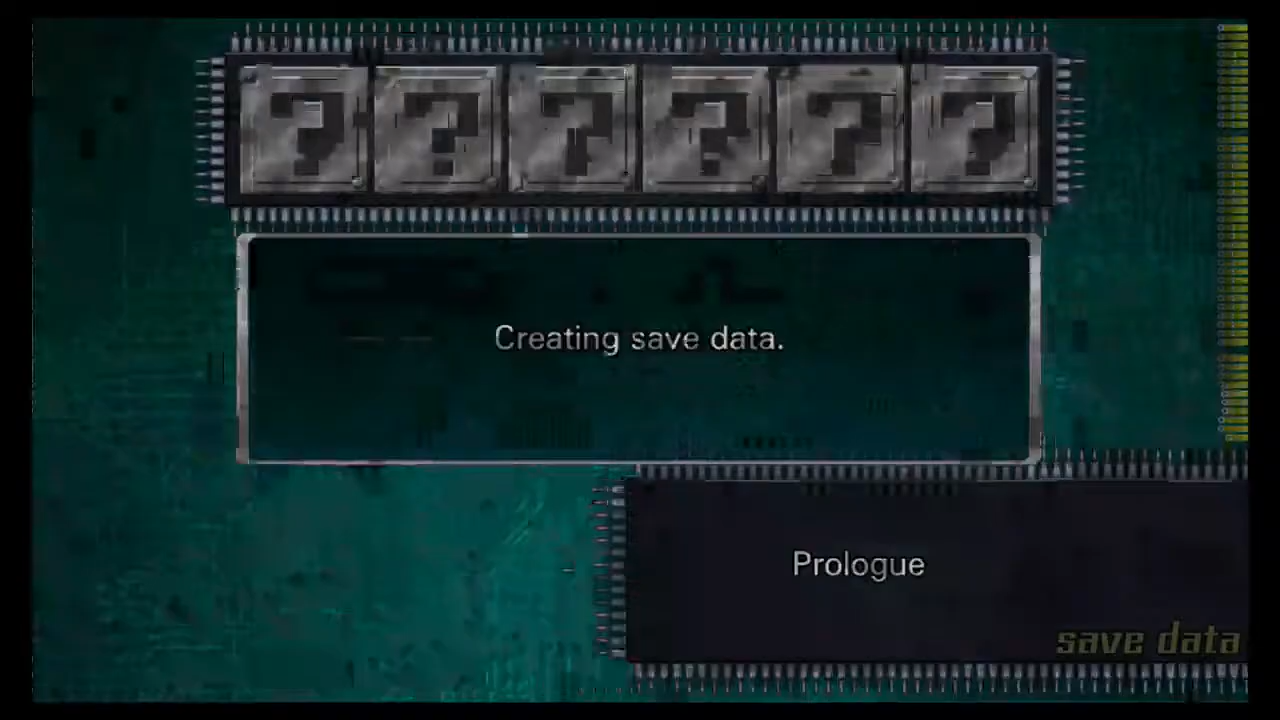 ? ? ? ? ? ?
Creating save data.
Prologue
save data